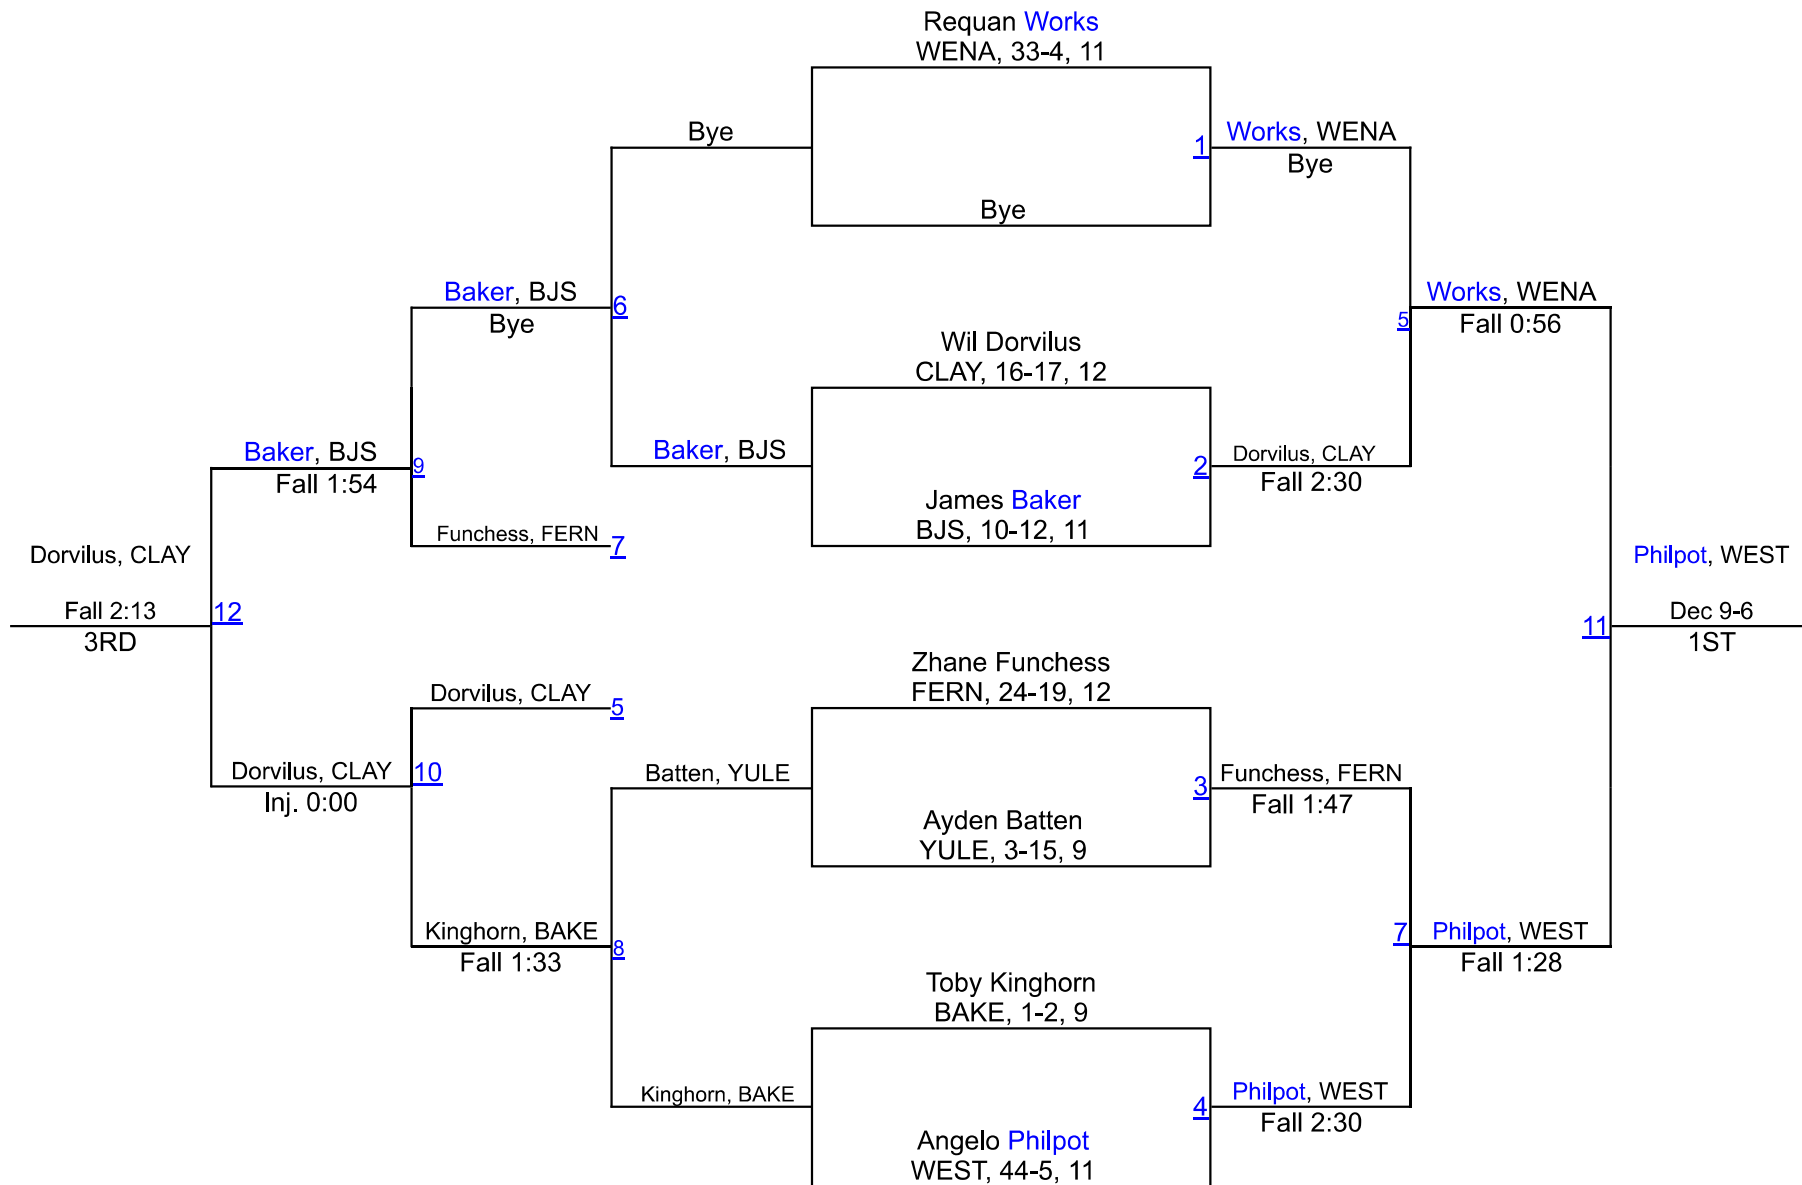 Requan Works
WENA, 33-4, 11
Bye
1
Works, WENA
Bye
Bye
Baker, BJS
Bye
6
Works, WENA
Fall 0:56
5
Wil Dorvilus
CLAY, 16-17, 12
Baker, BJS
Fall 1:54
9
Baker, BJS
2
Dorvilus, CLAY
Fall 2:30
James Baker
BJS, 10-12, 11
Funchess, FERN
7
Dorvilus, CLAY
Fall 2:13
3RD
12
Philpot, WEST
Dec 9-6
1ST
11
Zhane Funchess
FERN, 24-19, 12
Dorvilus, CLAY
5
Dorvilus, CLAY
Inj. 0:00
10
Batten, YULE
3
Funchess, FERN
Fall 1:47
Ayden Batten
YULE, 3-15, 9
Kinghorn, BAKE
Fall 1:33
8
7
Philpot, WEST
Fall 1:28
Toby Kinghorn
BAKE, 1-2, 9
Kinghorn, BAKE
4
Philpot, WEST
Fall 2:30
Angelo Philpot
WEST, 44-5, 11